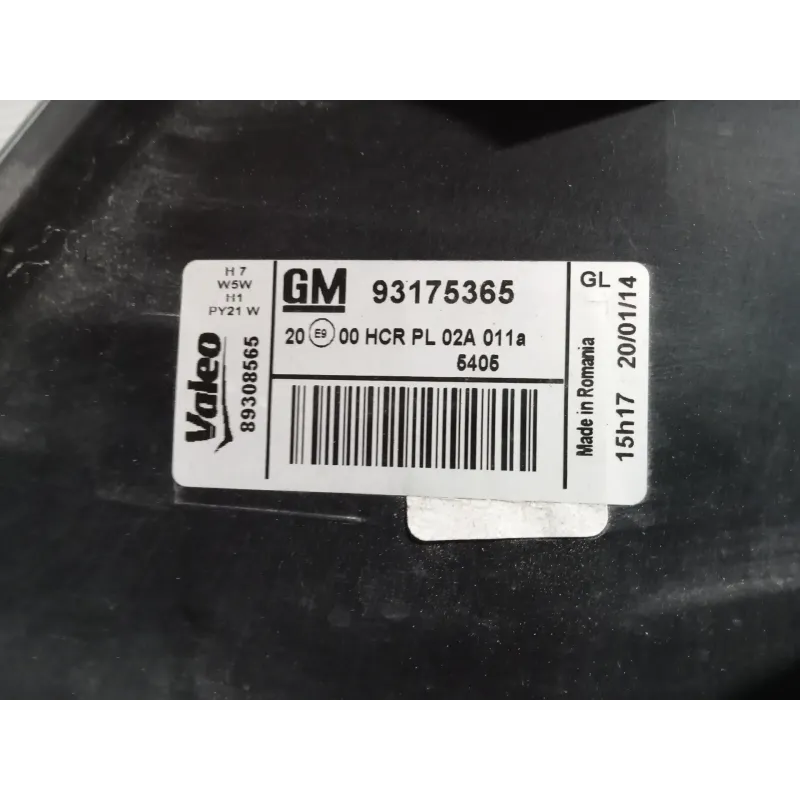 H 7
W5W
H1
PY21 W
Valeo
89308565
GM 93175365
20 E9 00 HCR PL 02A 011a
5405
GL
Made in Romania
15h17 20/01/14